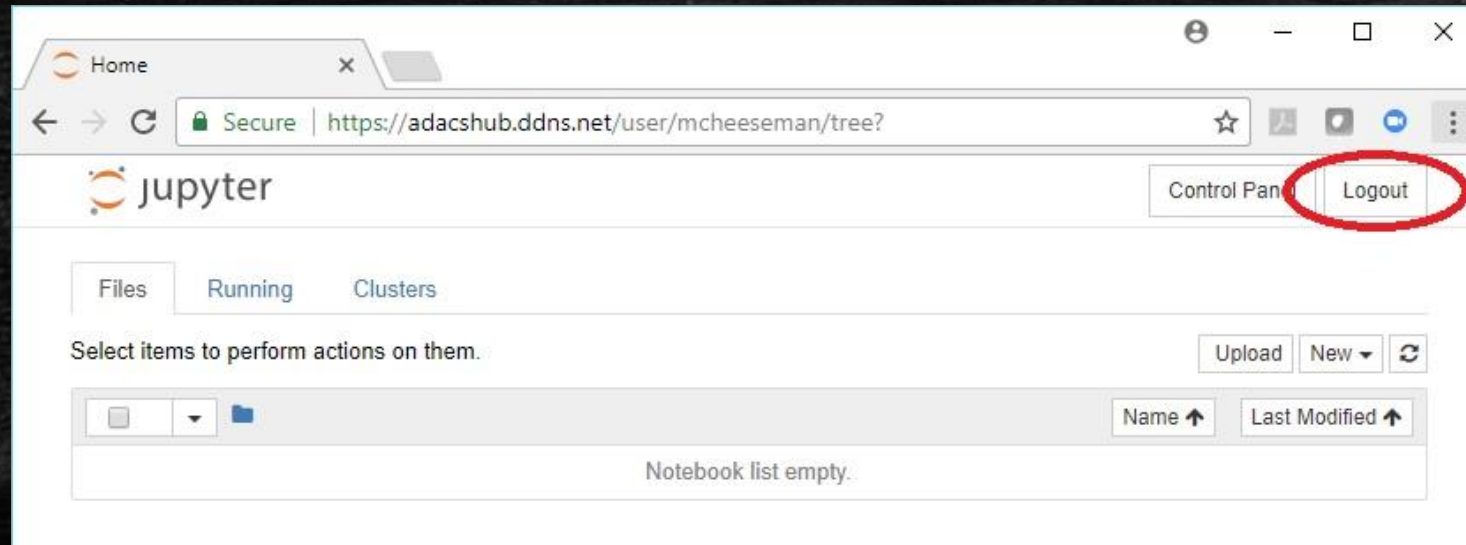 Home
Secure | https://adacshub.ddns.net/user/mcheeseman/tree?
jupyter
Control Pan Logout
Files Running Clusters
Select items to perform actions on them.
Upload New
Name Last Modified
Notebook list empty.